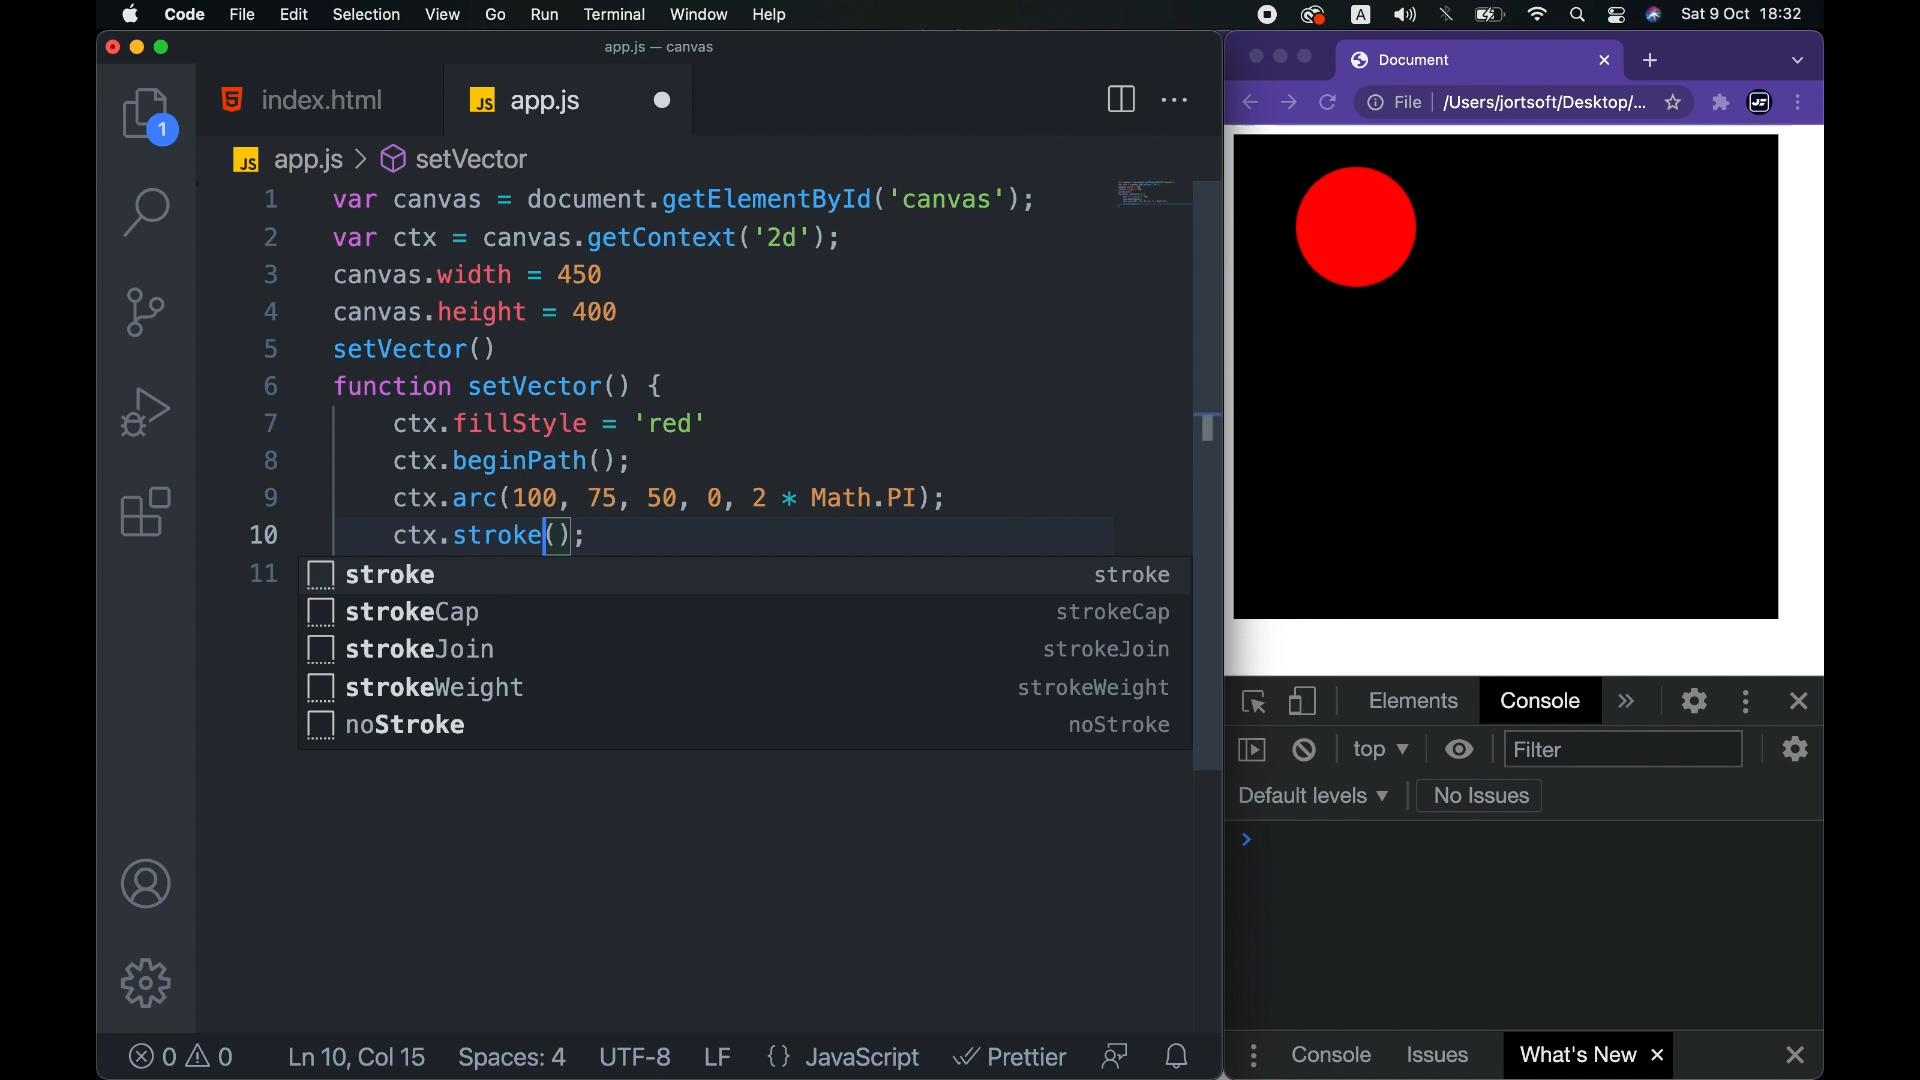 Code File Edit Selection View Go Run Terminal Window Help A Sat 9 Oct 18:32
app.js — canvas
index.html JS app.js
JS app.js > setVector
1 var canvas = document.getElementById('canvas');
2 var ctx = canvas.getContext('2d');
3 canvas.width = 450
4 canvas.height = 400
5 setVector()
6 function setVector() {
7 ctx.fillStyle = 'red'
8 ctx.beginPath();
9 ctx.arc(100, 75, 50, 0, 2 * Math.PI);
10 ctx.stroke();
11
stroke stroke
strokeCap strokeCap
strokeJoin strokeJoin
strokeWeight strokeWeight
noStroke noStroke
1
0 0 Ln 10, Col 15 Spaces: 4 UTF-8 LF {} JavaScript Prettier
Document
File /Users/jortsoft/Desktop/...
Elements Console
top Filter
Default levels No Issues
Console Issues What's New